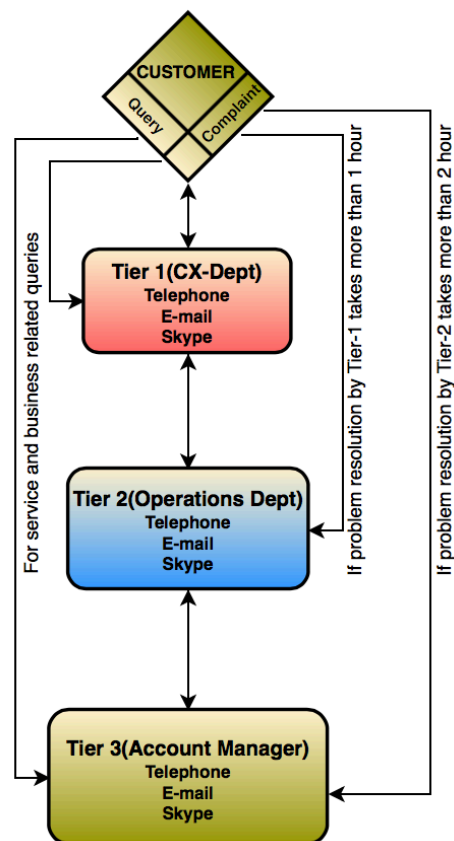 CUSTOMER
Query
Complaint
Tier 1(CX-Dept)
Telephone
E-mail
Skype
For service and business related queries
If problem resolution by Tier-1 takes more than 1 hour
If problem resolution by Tier-2 takes more than 2 hour
Tier 2(Operations Dept)
Telephone
E-mail
Skype
Tier 3(Account Manager)
Telephone
E-mail
Skype